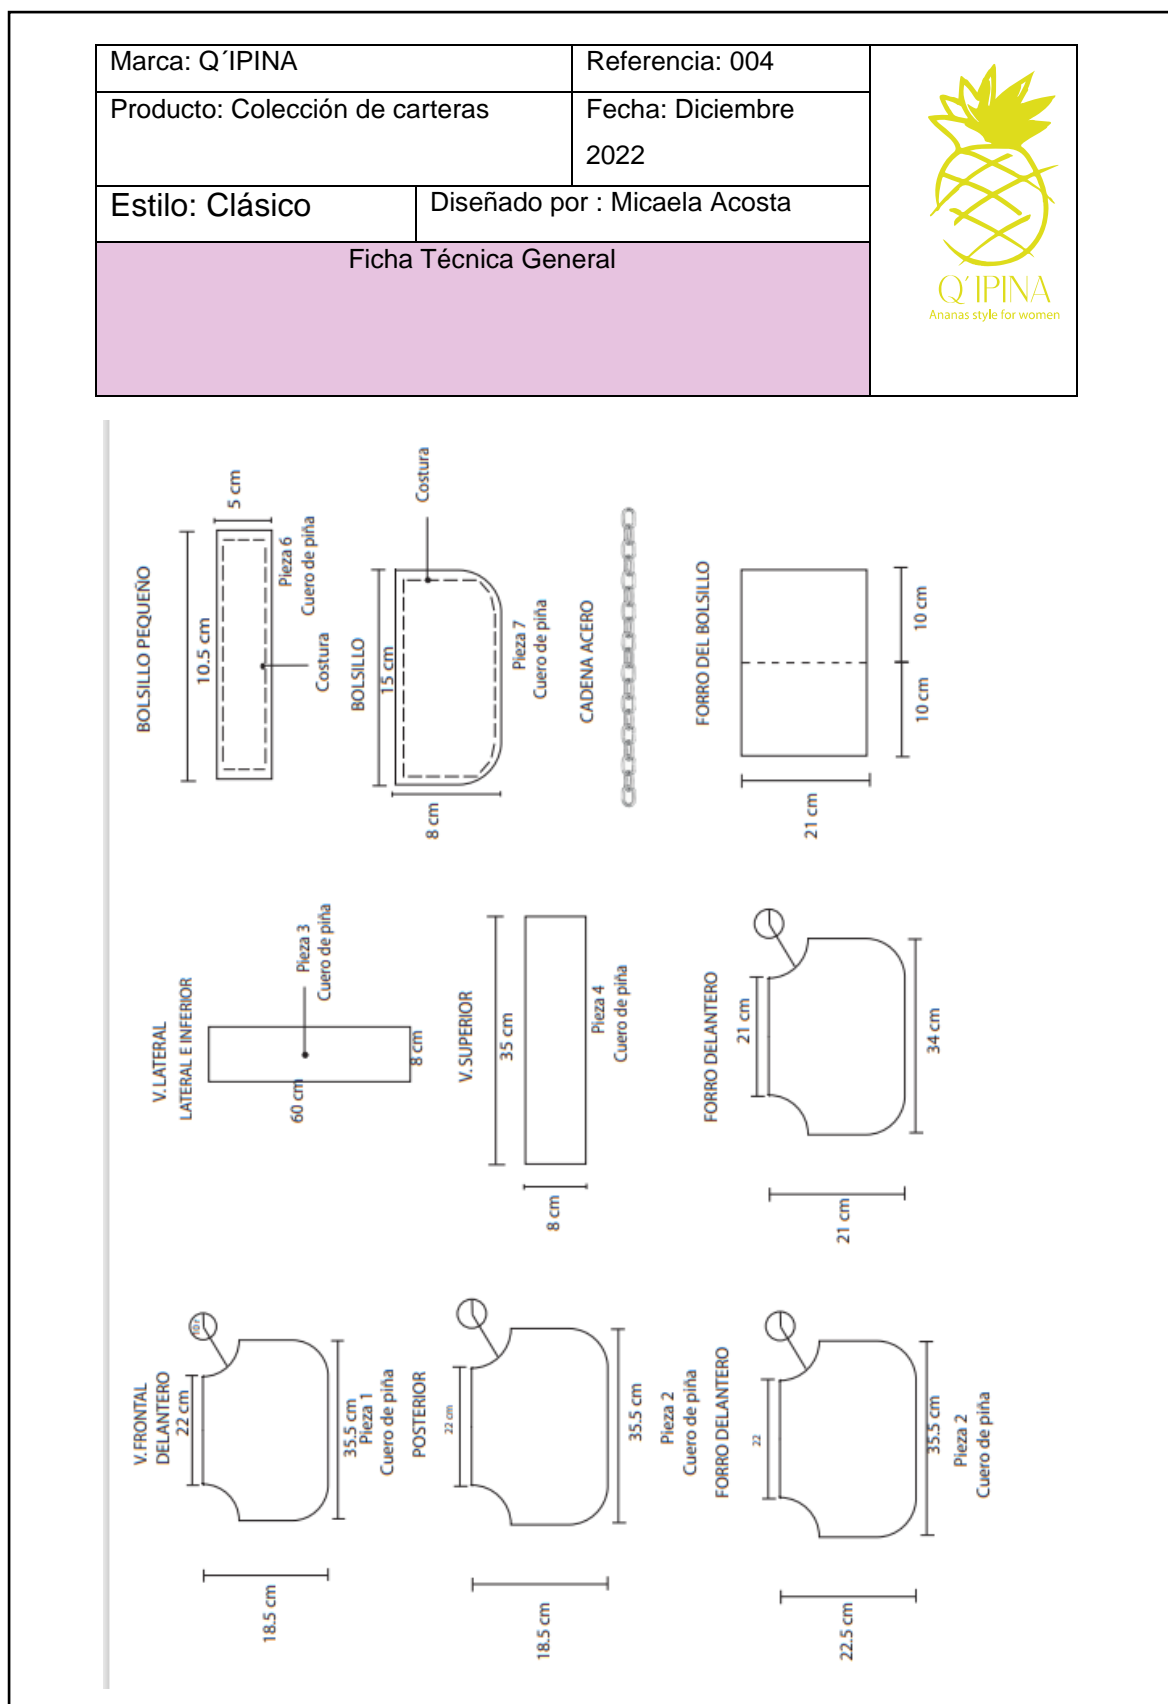 Marca: Q´IPINA
Referencia: 004
Producto: Colección de carteras
Fecha: Diciembre
2022
Estilo: Clásico
Diseñado por : Micaela Acosta
Ficha Técnica General
Q´IPINA
Ananas style for women
V. FRONTAL
DELANTERO
22 cm
10 r
18.5 cm
35.5 cm
Pieza 1
Cuero de piña
V. LATERAL
LATERAL E INFERIOR
60 cm
8 cm
Pieza 3
Cuero de piña
BOLSILLO PEQUEÑO
10.5 cm
5 cm
Pieza 6
Cuero de piña
Costura
POSTERIOR
22 cm
18.5 cm
35.5 cm
Pieza 2
Cuero de piña
V. SUPERIOR
35 cm
8 cm
Pieza 4
Cuero de piña
BOLSILLO
15 cm
8 cm
Costura
Pieza 7
Cuero de piña
CADENA ACERO
FORRO DELANTERO
22
22.5 cm
35.5 cm
Pieza 2
Cuero de piña
FORRO DELANTERO
21 cm
21 cm
34 cm
FORRO DEL BOLSILLO
21 cm
10 cm
10 cm